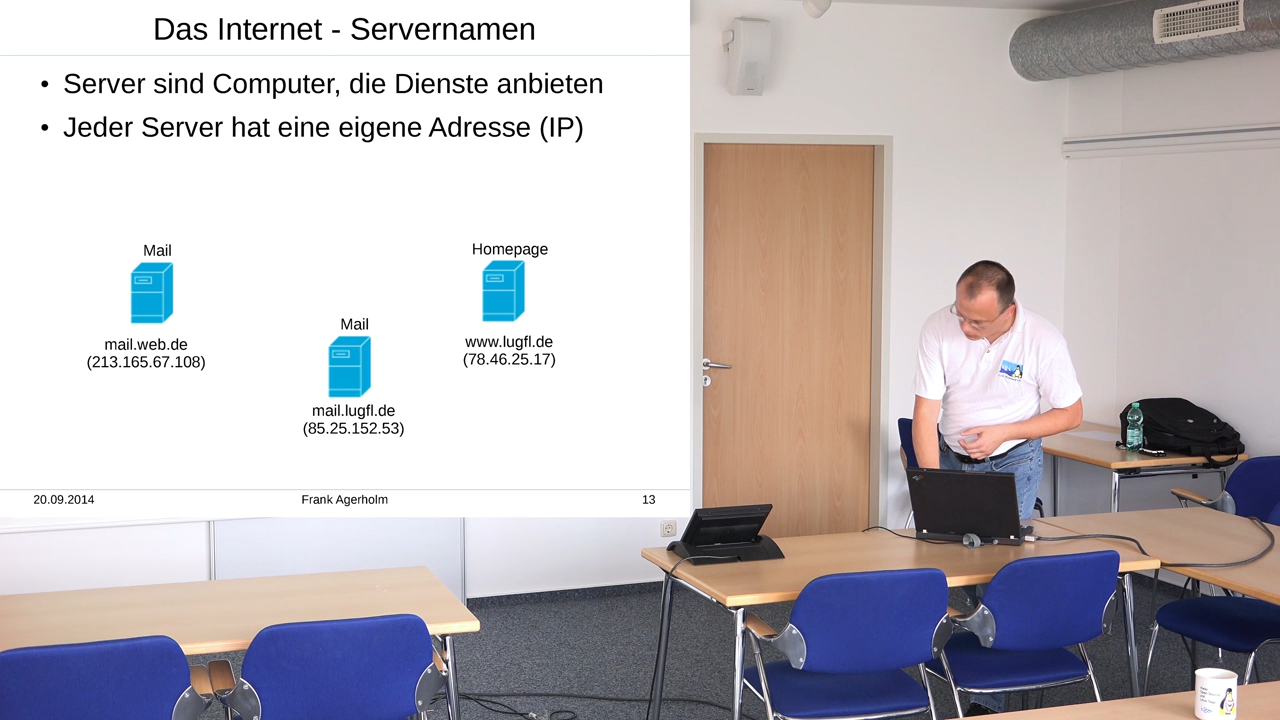 Das Internet - Servernamen
• Server sind Computer, die Dienste anbieten
• Jeder Server hat eine eigene Adresse (IP)
Mail
mail.web.de
(213.165.67.108)
Mail
mail.lugfl.de
(85.25.152.53)
Homepage
www.lugfl.de
(78.46.25.17)
20.09.2014
Frank Agerholm
13